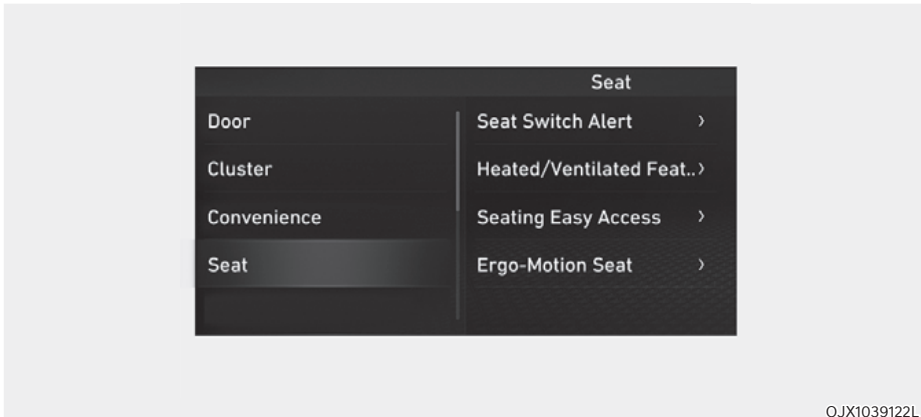 Seat
Door
Cluster
Convenience
Seat
Seat Switch Alert >
Heated/Ventilated Feat..>
Seating Easy Access >
Ergo-Motion Seat >
OJX1039122L